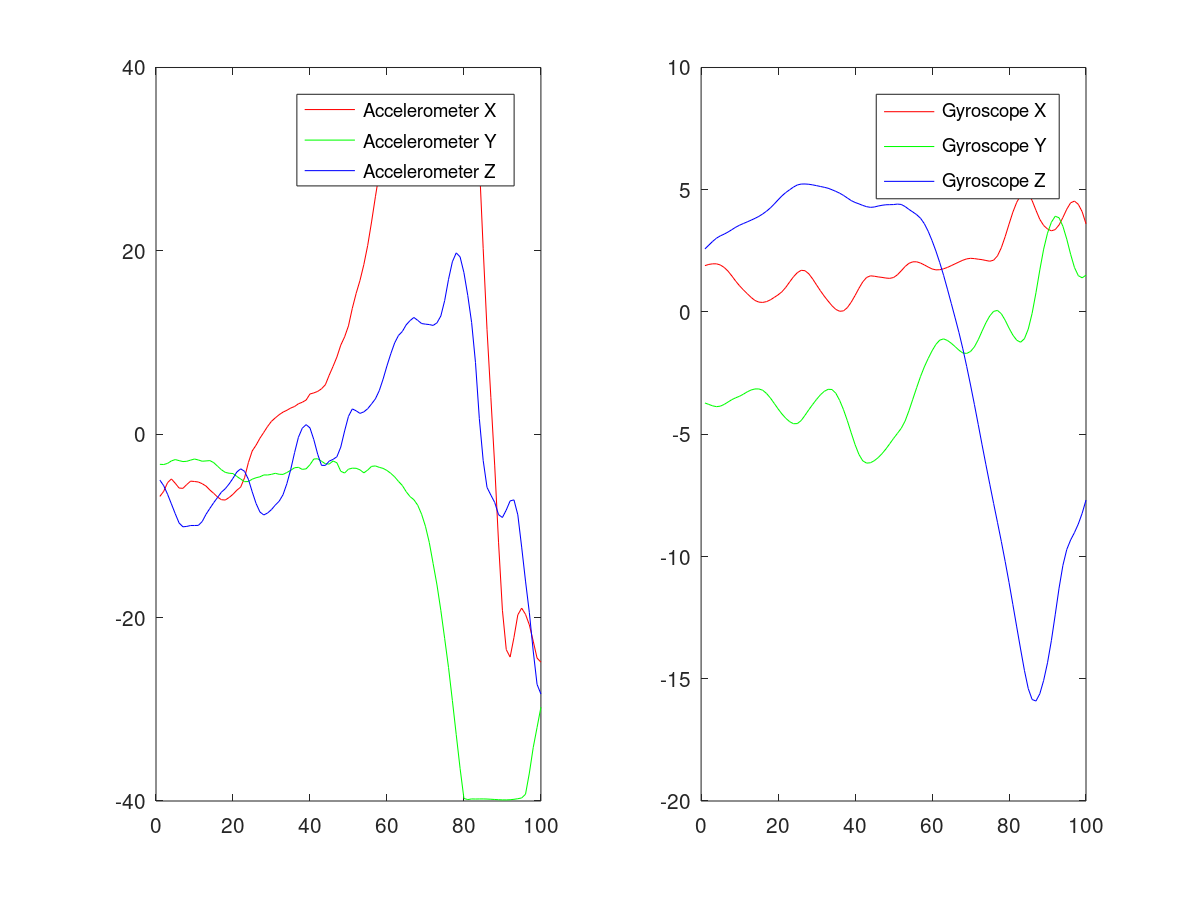 40
20
0
-20
-40
0 20 40 60 80 100
Accelerometer X
Accelerometer Y
Accelerometer Z
10
5
0
-5
-10
-15
-20
0 20 40 60 80 100
Gyroscope X
Gyroscope Y
Gyroscope Z